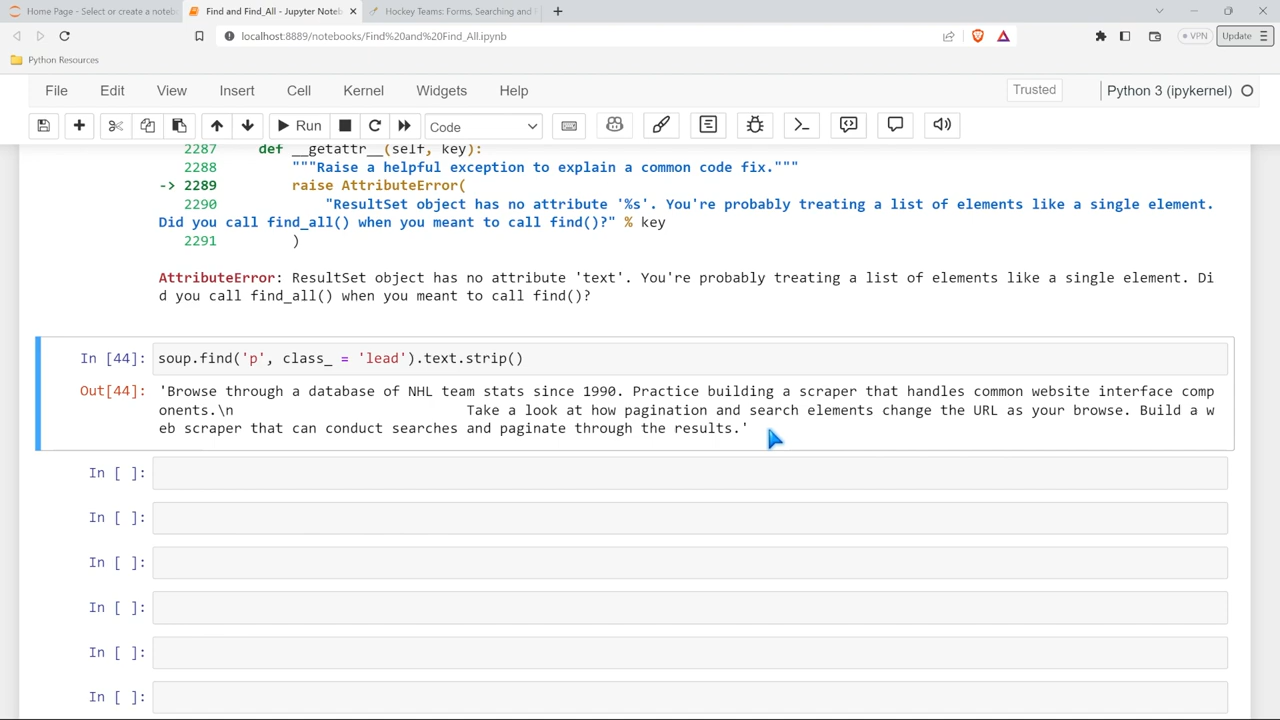 Home Page - Select or create a noteb
Find and Find_All - Jupyter Noteb
Hockey Teams: Forms, Searching and
localhost:8889/notebooks/Find%20and%20Find_All.ipynb
VPN
Update
Python Resources
File Edit View Insert Cell Kernel Widgets Help
Trusted
Python 3 (ipykernel)
Run
Code
2287 def __getattr__(self, key):
2288 """Raise a helpful exception to explain a common code fix."""
-> 2289 raise AttributeError(
2290 "ResultSet object has no attribute '%s'. You're probably treating a list of elements like a single element.
Did you call find_all() when you meant to call find()?" % key
2291 )
AttributeError: ResultSet object has no attribute 'text'. You're probably treating a list of elements like a single element. Di
d you call find_all() when you meant to call find()?
In [44]: soup.find('p', class_ = 'lead').text.strip()
Out[44]: 'Browse through a database of NHL team stats since 1990. Practice building a scraper that handles common website interface comp
onents.\n Take a look at how pagination and search elements change the URL as your browse. Build a w
eb scraper that can conduct searches and paginate through the results.'
In [ ]:
In [ ]:
In [ ]:
In [ ]:
In [ ]:
In [ ]: